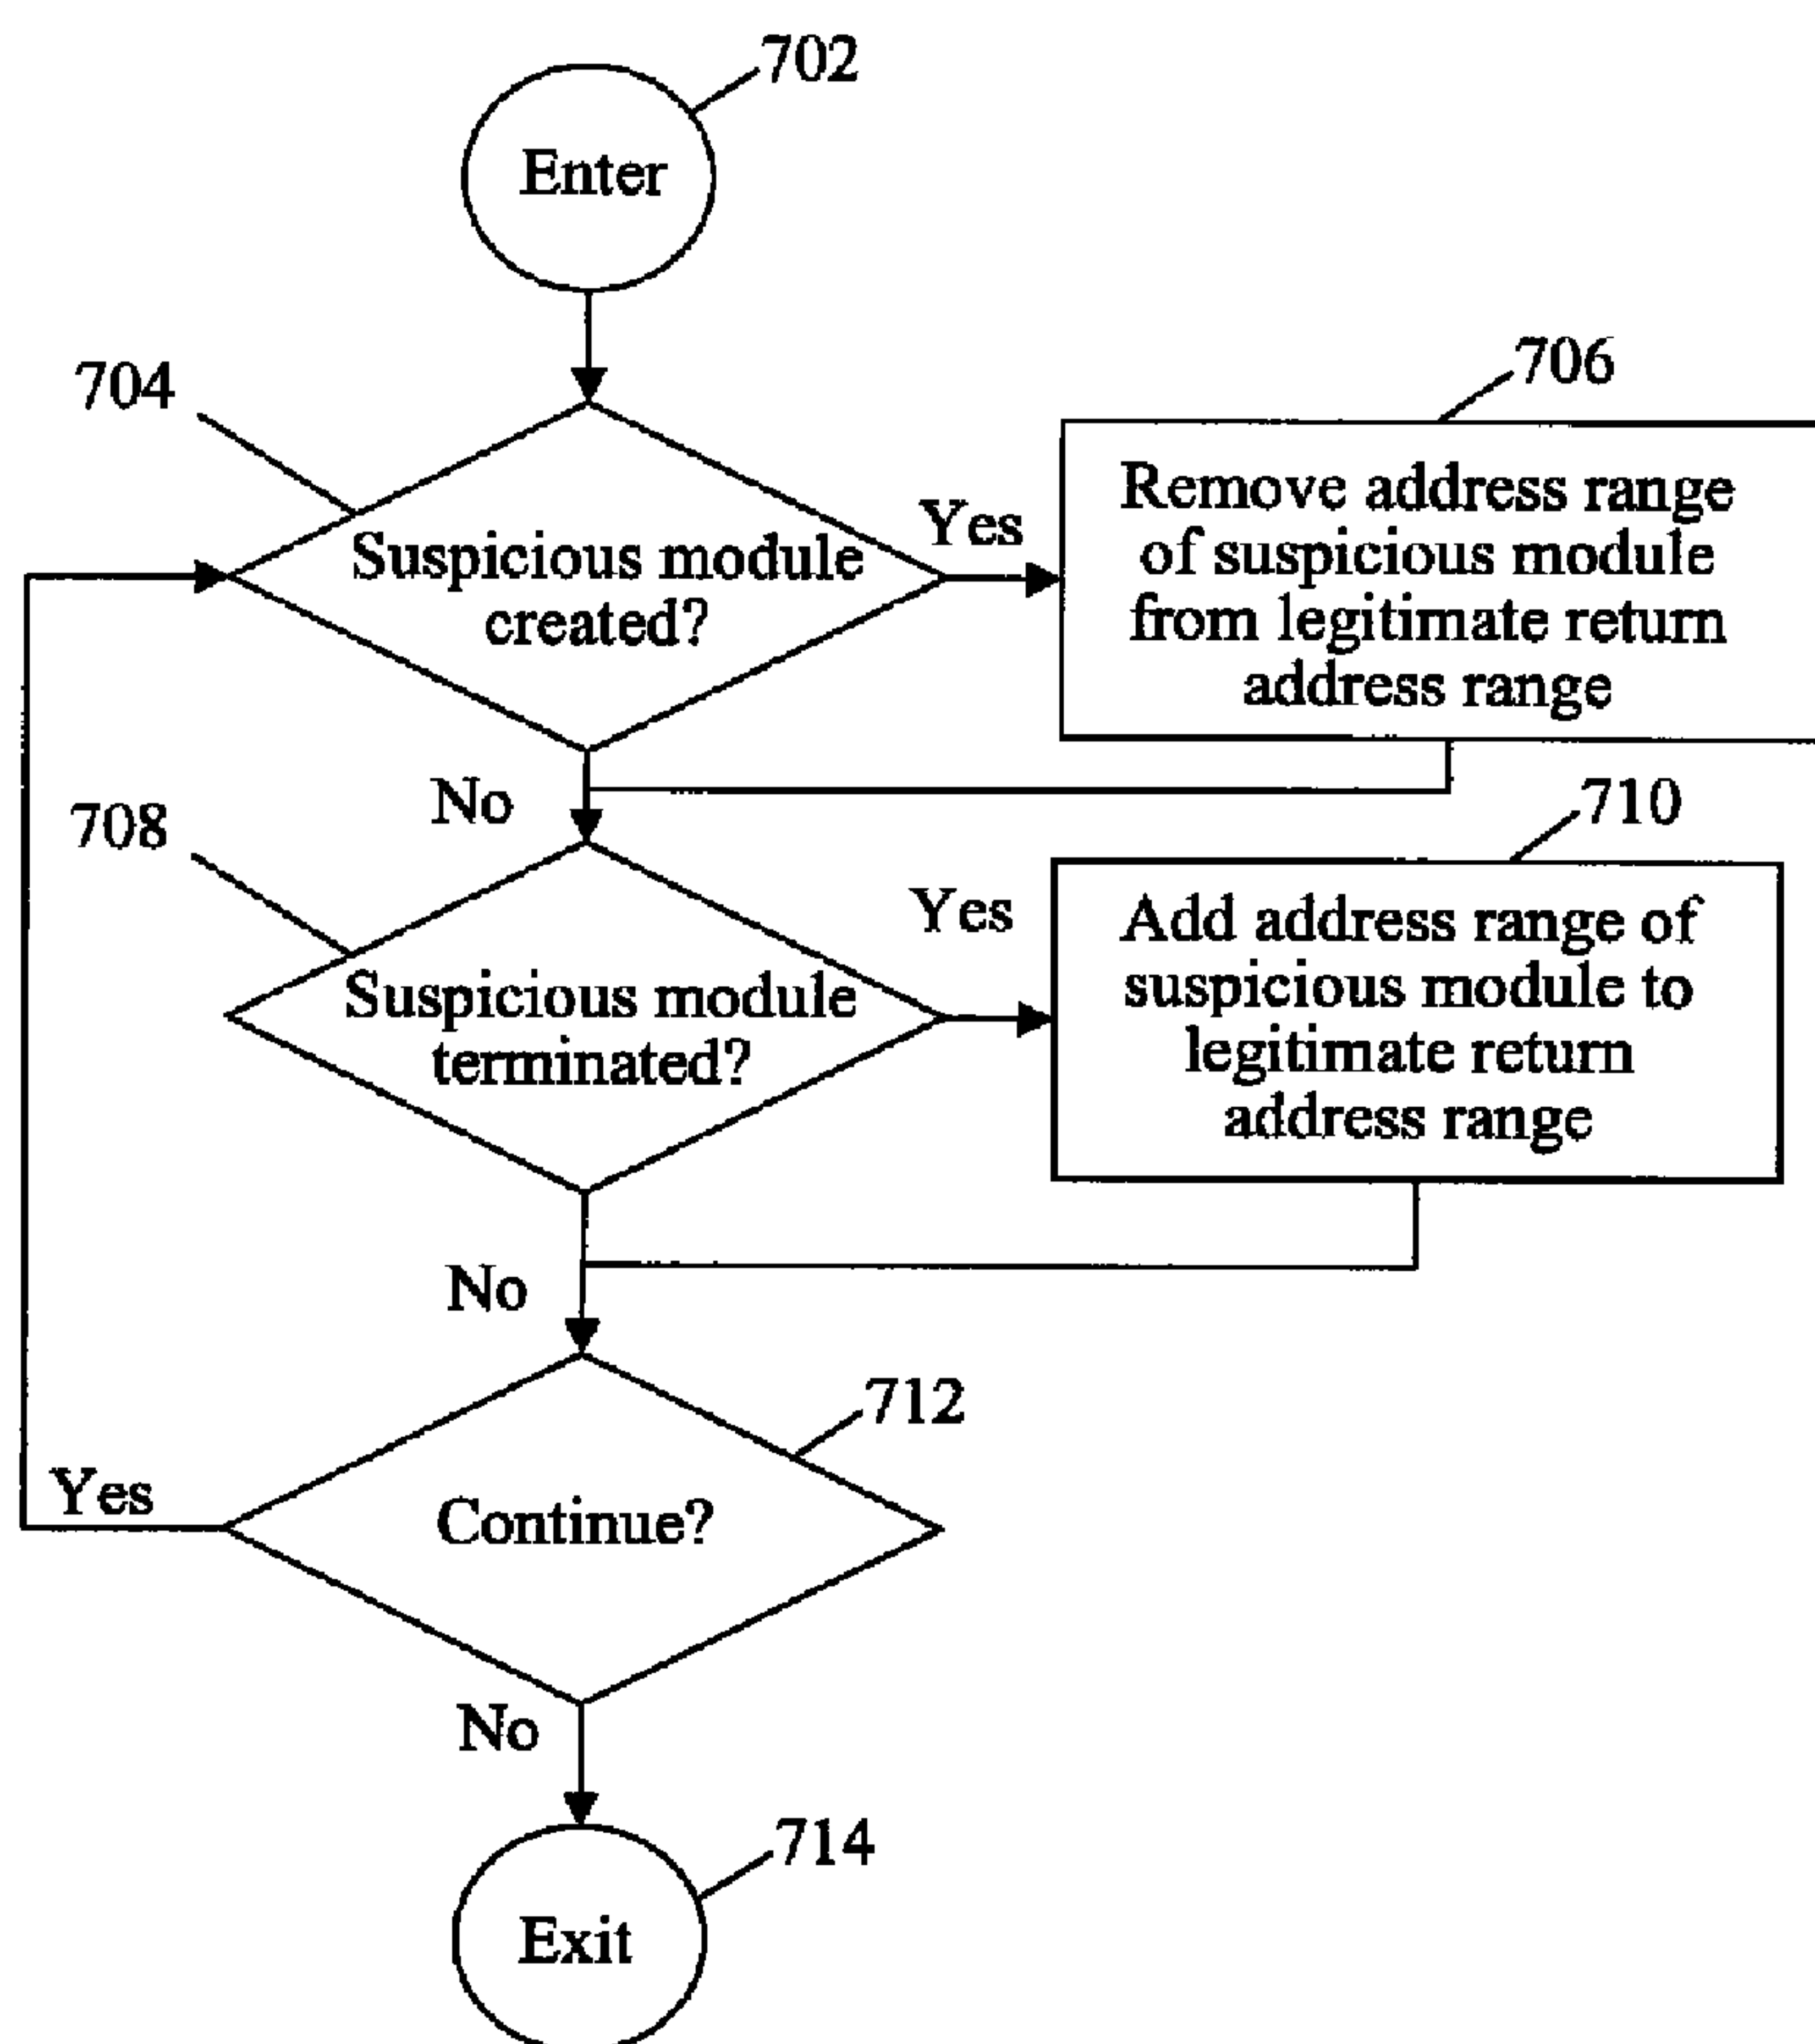 702
Enter
704
706
Suspicious module
created?
Yes
Remove address range
of suspicious module
from legitimate return
address range
No
708
710
Suspicious module
terminated?
Yes
Add address range of
suspicious module to
legitimate return
address range
No
712
Continue?
Yes
No
714
Exit